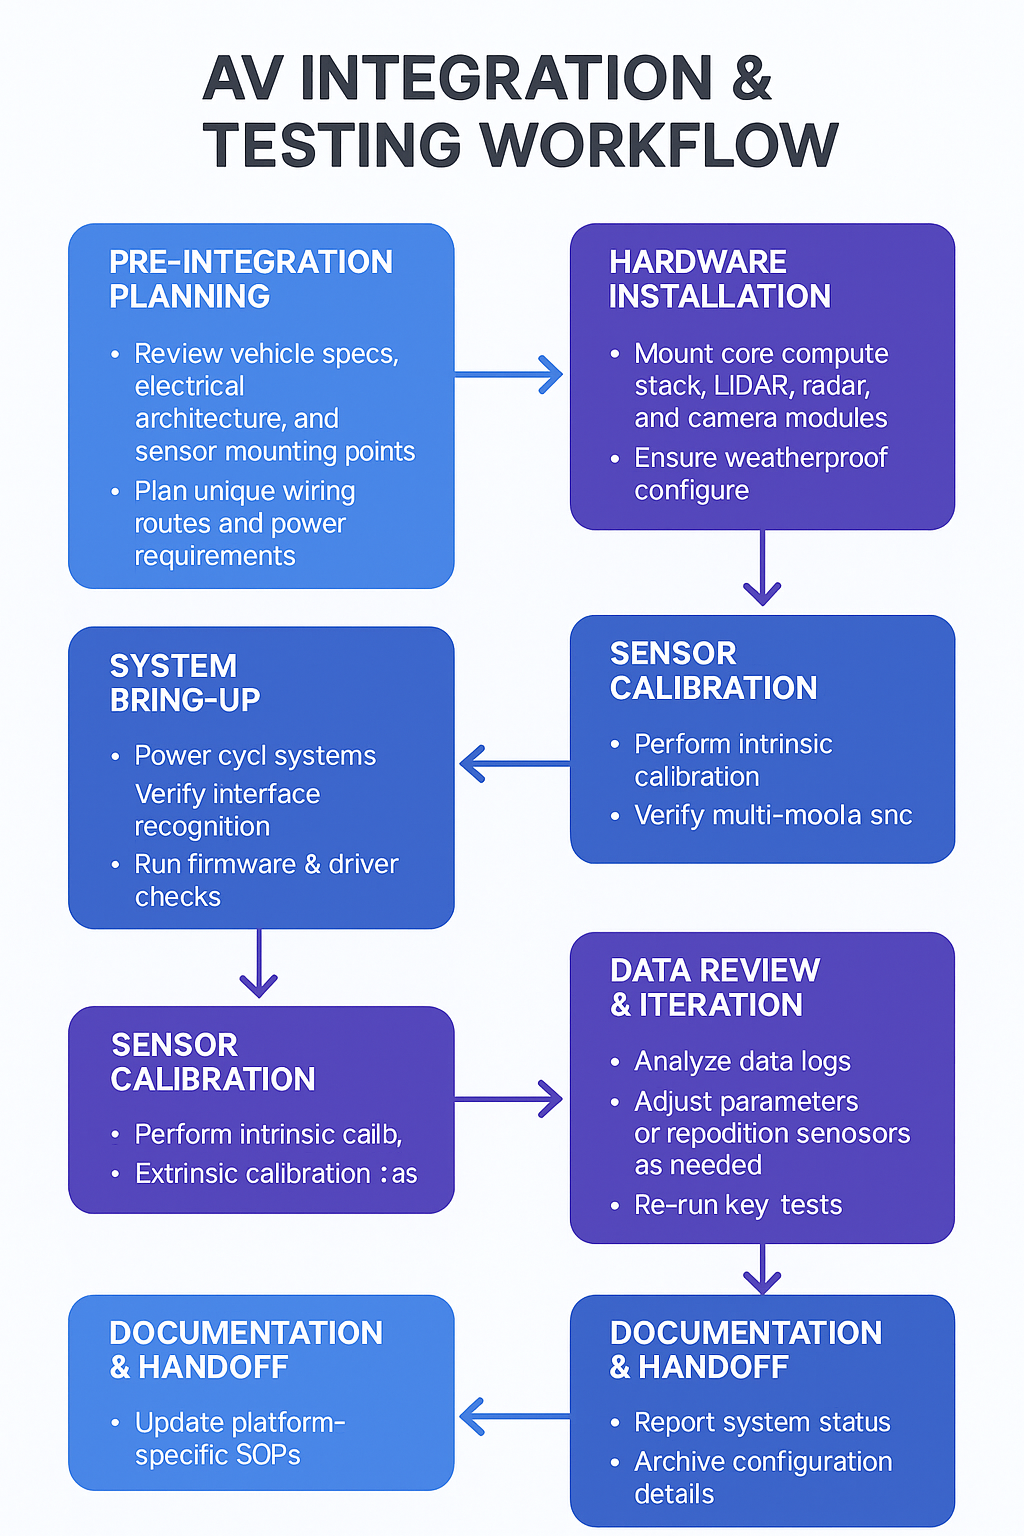 AV INTEGRATION &
TESTING WORKFLOW
PRE-INTEGRATION
PLANNING
• Review vehicle specs,
electrical
architecture, and
sensor mounting points
• Plan unique wiring
routes and power
requirements
HARDWARE
INSTALLATION
• Mount core compute
stack, LIDAR, radar,
and camera modules
• Ensure weatherproof
configure
SENSOR
CALIBRATION
• Perform intrinsic
calibration
• Verify multi-moola snc
SYSTEM
BRING-UP
• Power cycl systems
Verify interface
recognition
• Run firmware & driver
checks
SENSOR
CALIBRATION
• Perform intrinsic cailb,
• Extrinsic calibration :as
DATA REVIEW
& ITERATION
• Analyze data logs
• Adjust parameters
or repodition senosors
as needed
• Re-run key tests
DOCUMENTATION
& HANDOFF
• Report system status
• Archive configuration
details
DOCUMENTATION
& HANDOFF
• Update platform-
specific SOPs